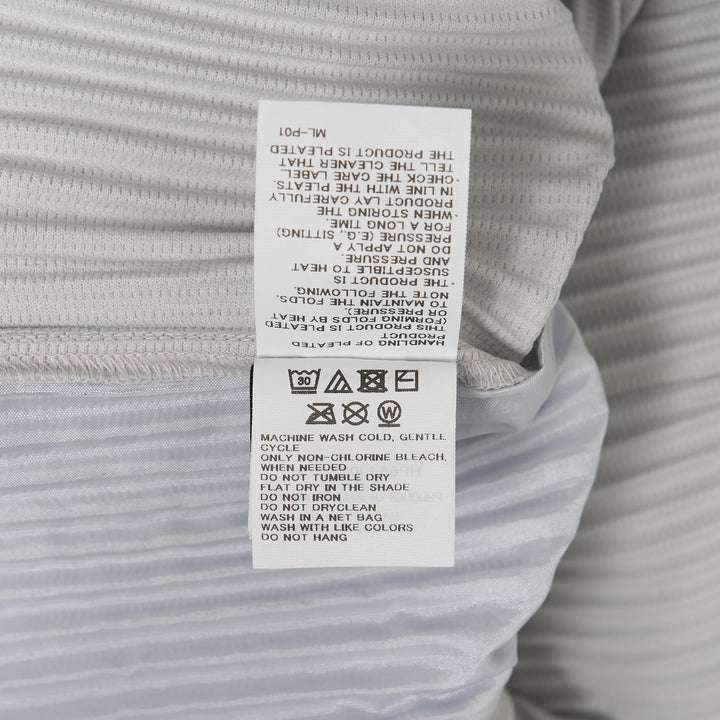 HANDLING OF PLEATED
THIS PRODUCT IS PLEATED
(FORMING FOLDS BY HEAT
OR PRESSURE).
TO MAINTAIN THE FOLDS,
NOTE THE FOLLOWING.
・THE PRODUCT IS
SUSCEPTIBLE TO HEAT
AND PRESSURE.
DO NOT APPLY A
PRESSURE (E.G., SITTING)
FOR A LONG TIME.
・WHEN STORING THE
PRODUCT LAY CAREFULLY
IN LINE WITH THE PLEATS.
・CHECK THE CARE LABEL.
TELL THE CLEANER THAT
THE PRODUCT IS PLEATED
ML-P01
30
W
MACHINE WASH COLD, GENTLE
CYCLE
ONLY NON-CHLORINE BLEACH,
WHEN NEEDED
DO NOT TUMBLE DRY
FLAT DRY IN THE SHADE
DO NOT IRON
DO NOT DRYCLEAN
WASH IN A NET BAG
WASH WITH LIKE COLORS
DO NOT HANG